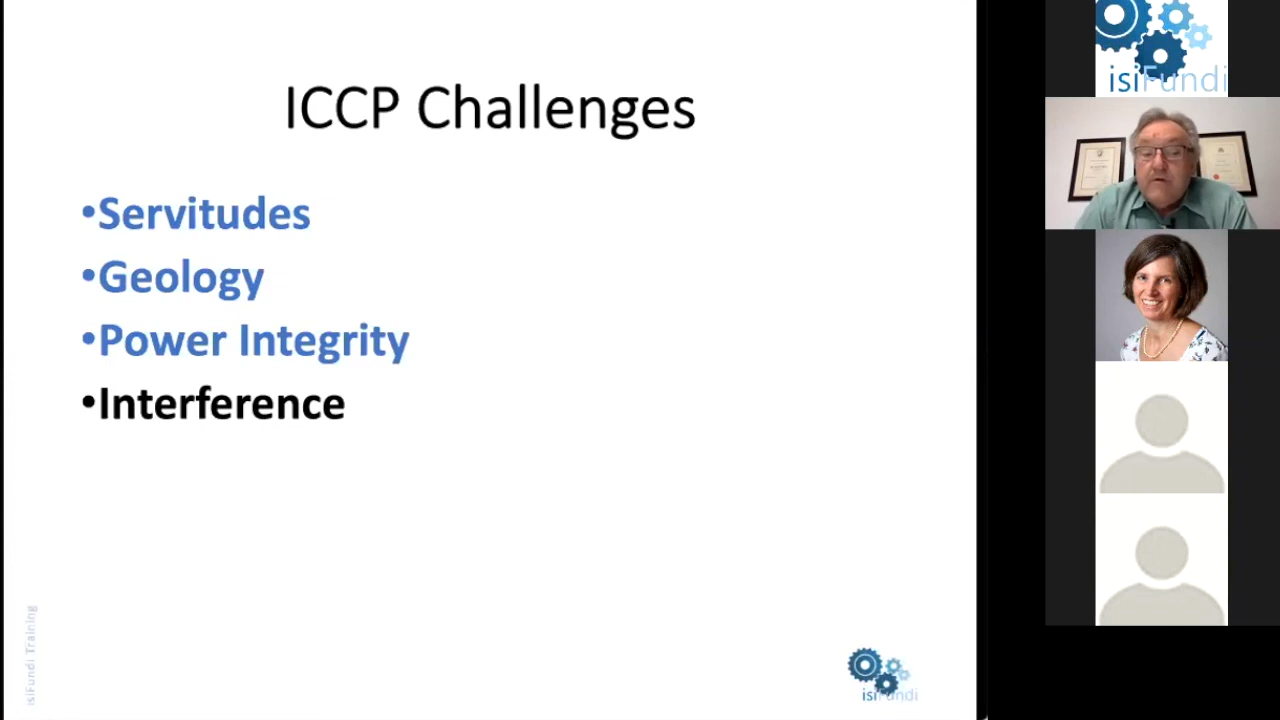 ICCP Challenges
•Servitudes
•Geology
•Power Integrity
•Interference
isiFundi Training
isiFundi
isiFundi